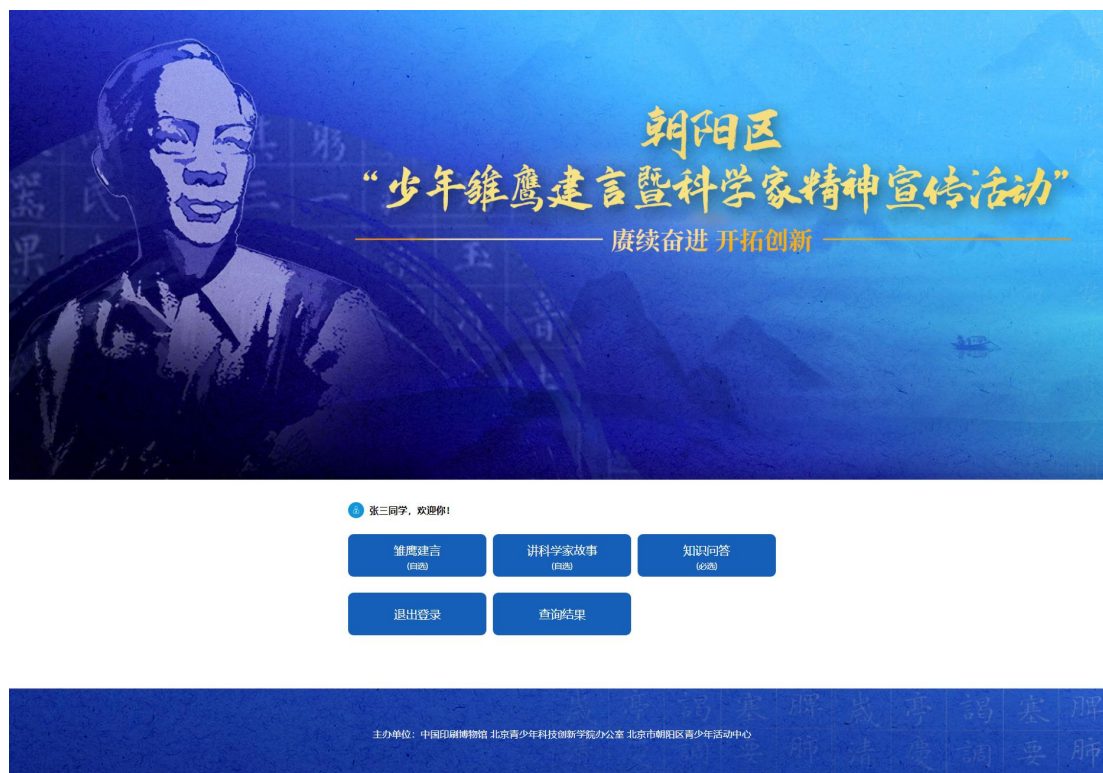 朝阳区
“少年雏鹰建言暨科学家精神宣传活动”
赓续奋进 开拓创新
张三同学，欢迎你！
雏鹰建言
(自选)
讲科学家故事
(自选)
知识问答
(必选)
退出登录
查询结果
主办单位：中国印刷博物馆 北京青少年科技创新学院办公室 北京市朝阳区青少年活动中心